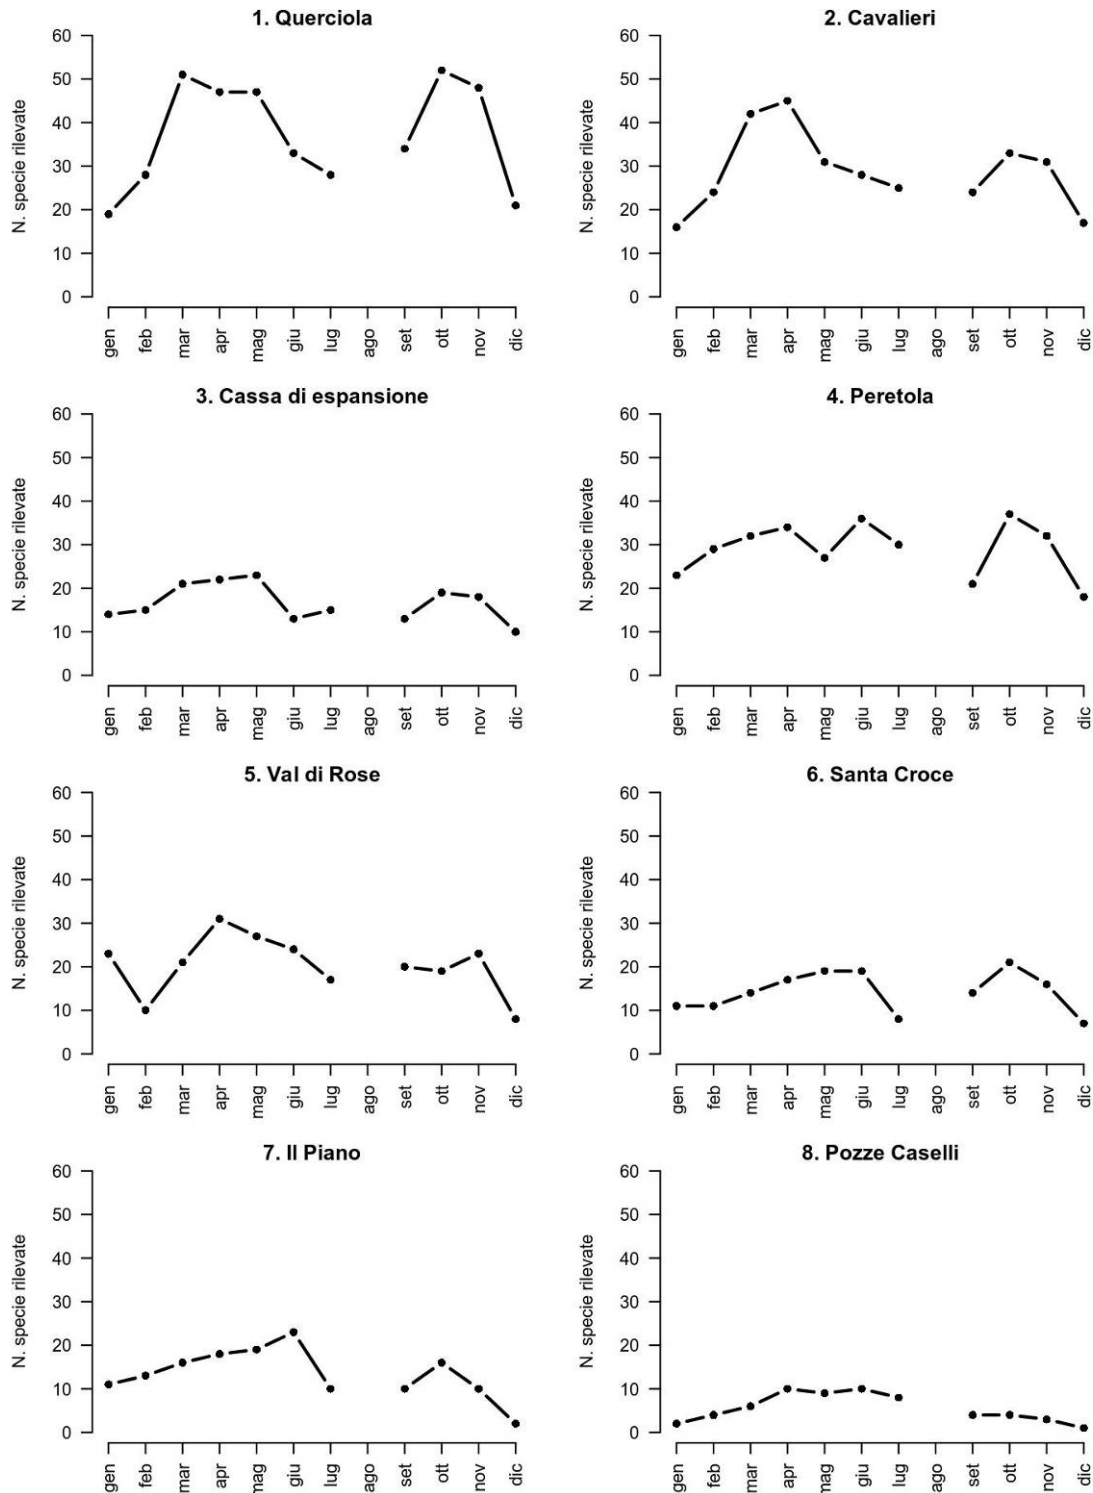 1. Querciola
N. specie rilevate
60
50
40
30
20
10
0
gen feb mar apr mag giu lug ago set ott nov dic
2. Cavalieri
N. specie rilevate
60
50
40
30
20
10
0
gen feb mar apr mag giu lug ago set ott nov dic
3. Cassa di espansione
N. specie rilevate
60
50
40
30
20
10
0
gen feb mar apr mag giu lug ago set ott nov dic
4. Peretola
N. specie rilevate
60
50
40
30
20
10
0
gen feb mar apr mag giu lug ago set ott nov dic
5. Val di Rose
N. specie rilevate
60
50
40
30
20
10
0
gen feb mar apr mag giu lug ago set ott nov dic
6. Santa Croce
N. specie rilevate
60
50
40
30
20
10
0
gen feb mar apr mag giu lug ago set ott nov dic
7. Il Piano
N. specie rilevate
60
50
40
30
20
10
0
gen feb mar apr mag giu lug ago set ott nov dic
8. Pozze Caselli
N. specie rilevate
60
50
40
30
20
10
0
gen feb mar apr mag giu lug ago set ott nov dic